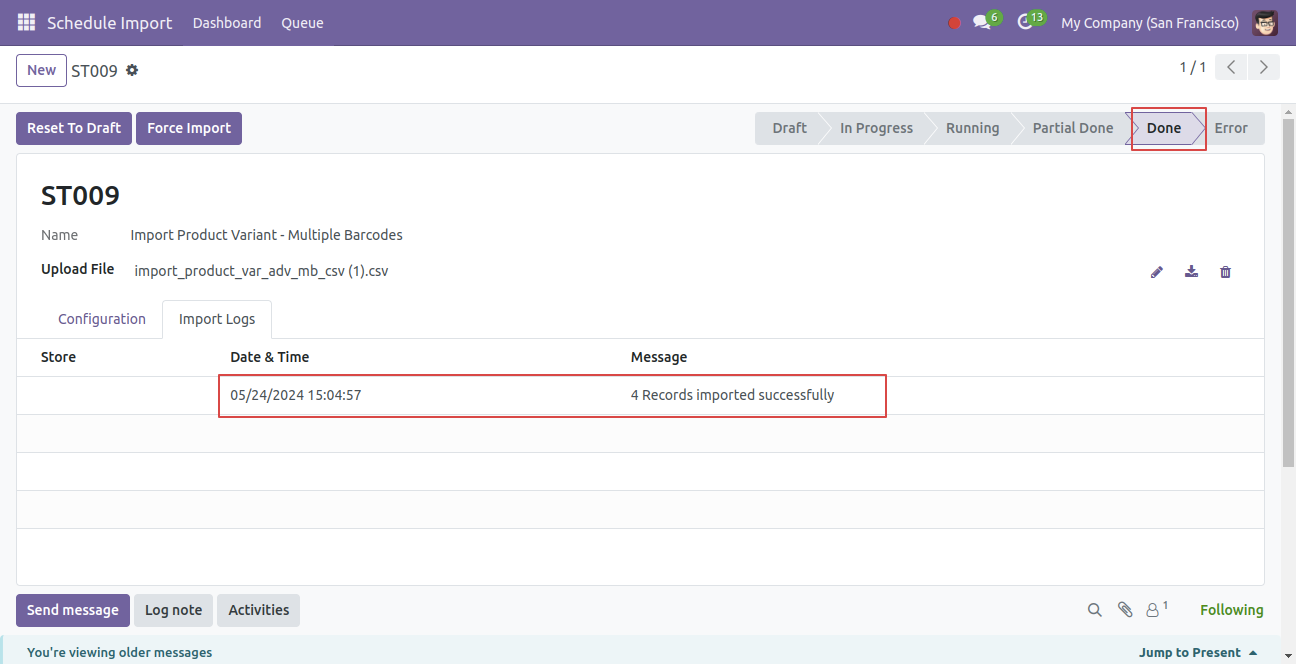 Schedule Import Dashboard Queue 6 13 My Company (San Francisco)
New ST009 1 / 1
Reset To Draft Force Import Draft In Progress Running Partial Done Done Error
ST009
Name Import Product Variant - Multiple Barcodes
Upload File import_product_var_adv_mb_csv (1).csv
Configuration Import Logs
Store Date & Time Message
05/24/2024 15:04:57 4 Records imported successfully
Send message Log note Activities 1 Following
You're viewing older messages Jump to Present